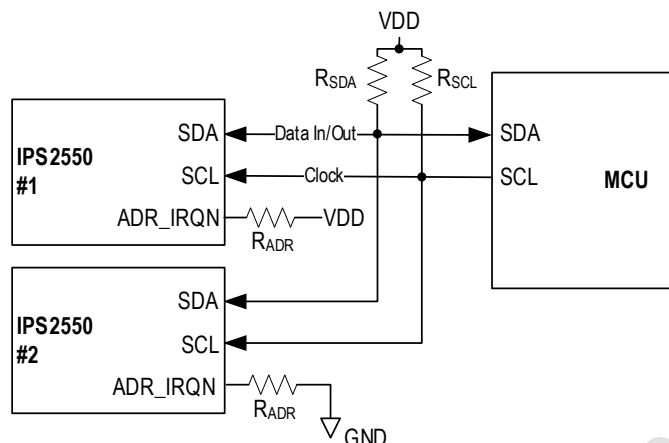 VDD
RSDA
RSCL
IPS2550
#1
SDA
Data In/Out
SCL
Clock
ADR_IRQN
RADR
VDD
SDA
SCL
MCU
IPS2550
#2
SDA
SCL
ADR_IRQN
RADR
GND